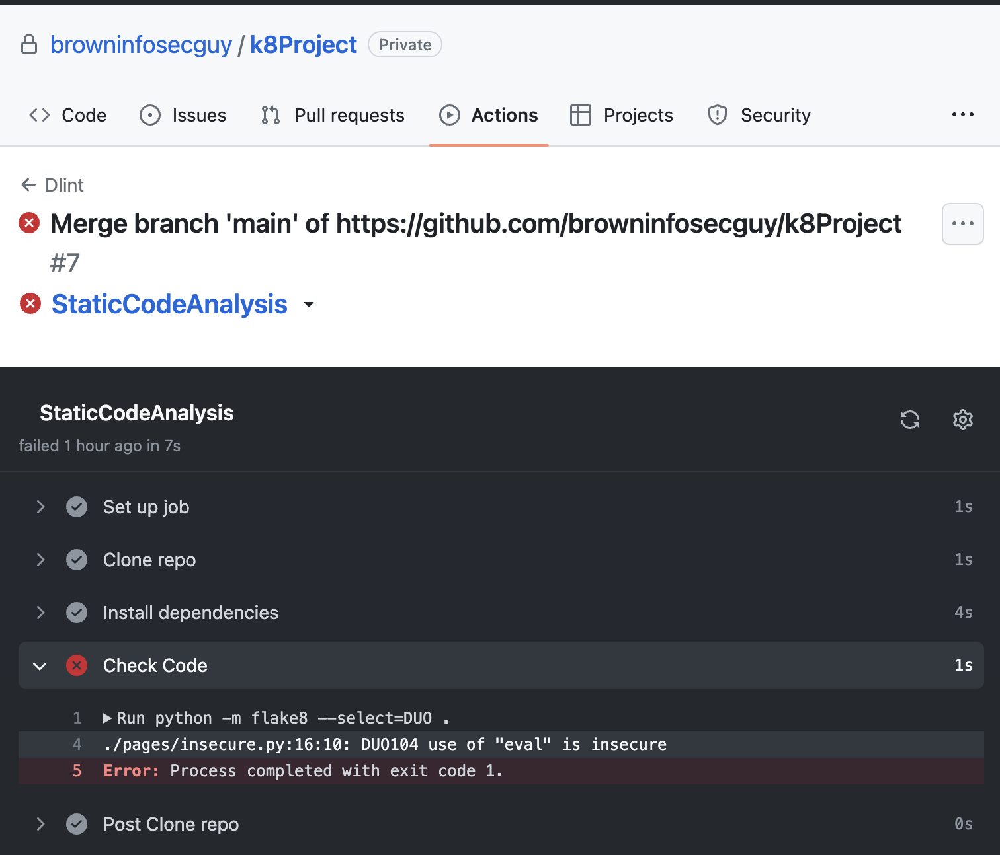 browninfosecguy / k8Project Private
Code Issues Pull requests Actions Projects Security
Dlint
Merge branch 'main' of https://github.com/browninfosecguy/k8Project
#7
StaticCodeAnalysis
StaticCodeAnalysis
failed 1 hour ago in 7s
Set up job 1s
Clone repo 1s
Install dependencies 4s
Check Code 1s
1 Run python -m flake8 --select=DUO .
4 ./pages/insecure.py:16:10: DUO104 use of "eval" is insecure
5 Error: Process completed with exit code 1.
Post Clone repo 0s